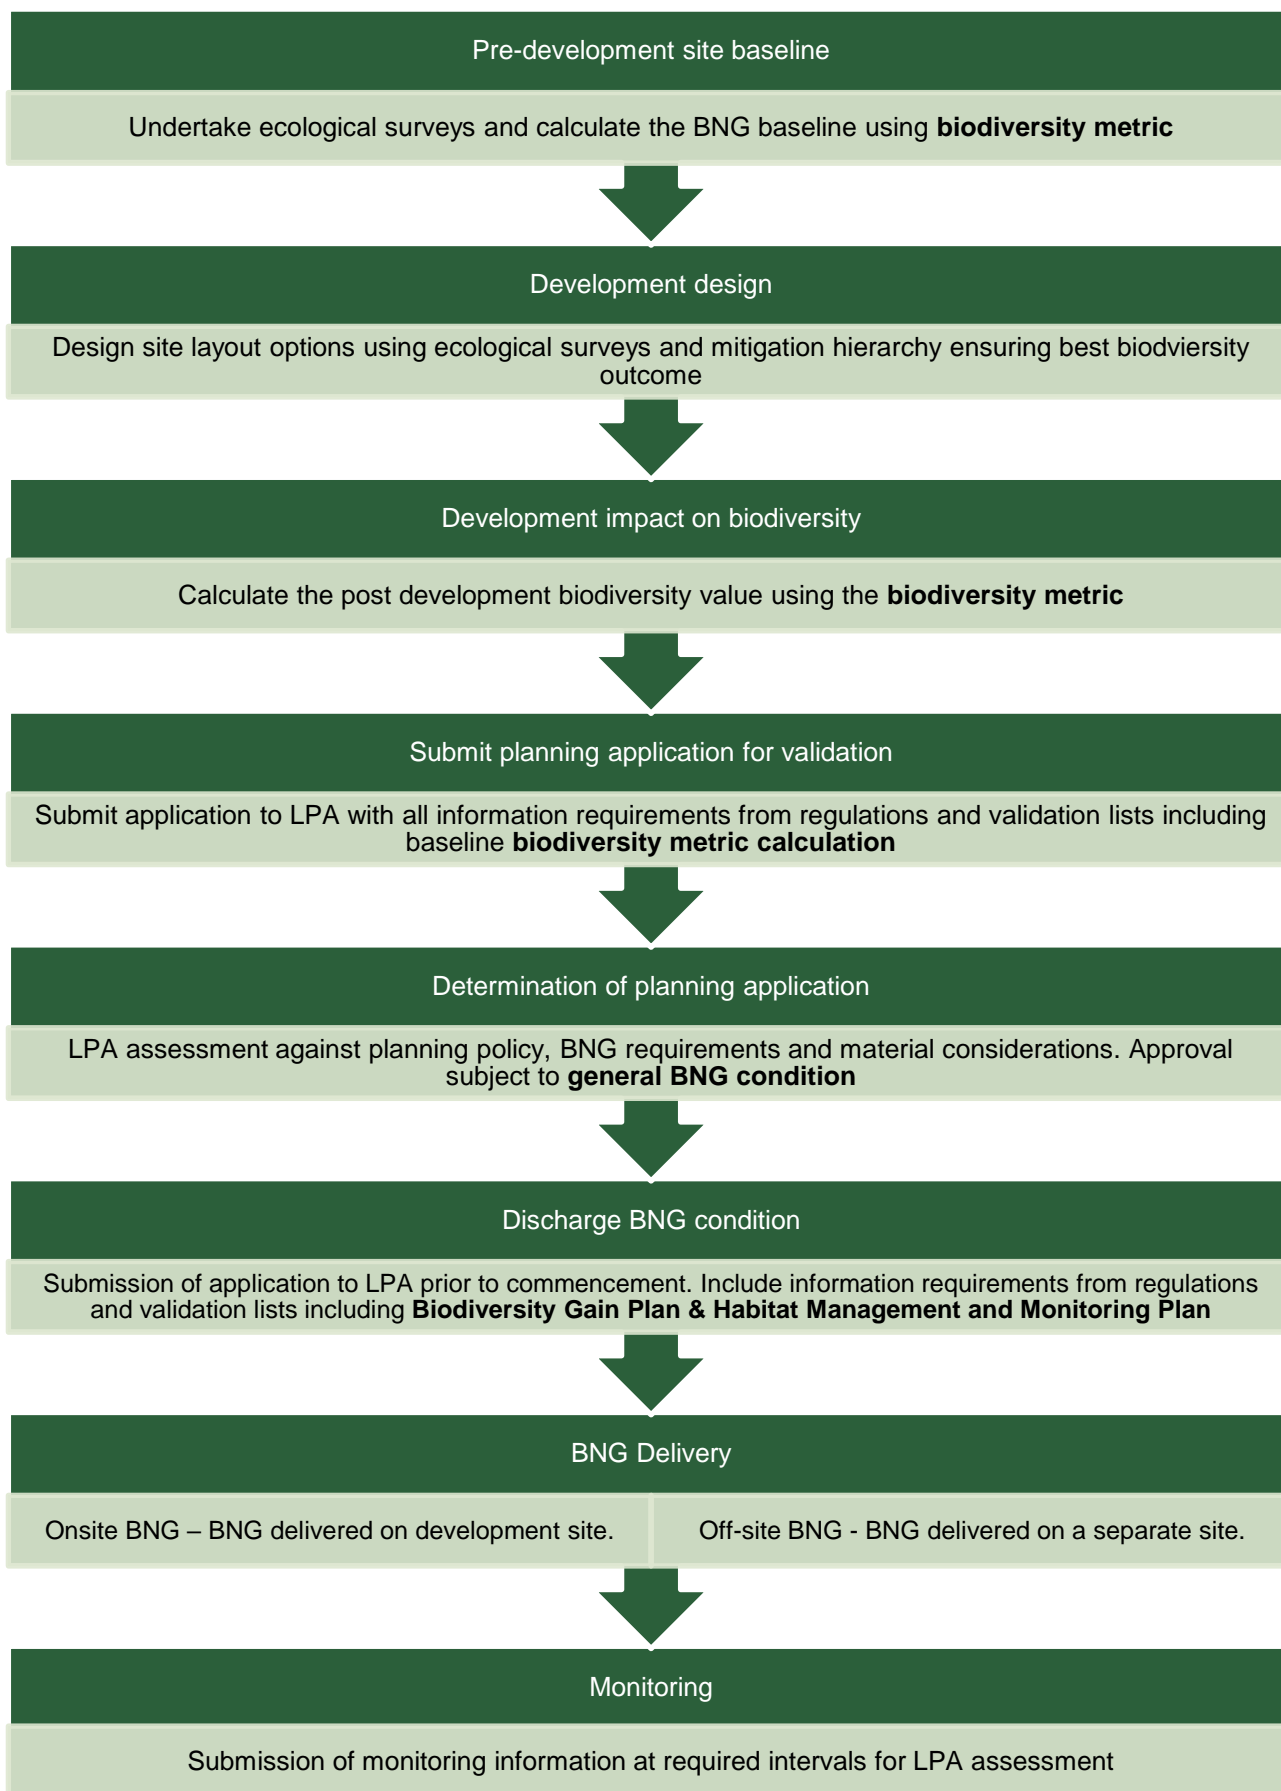 Pre-development site baseline
Undertake ecological surveys and calculate the BNG baseline using biodiversity metric
Development design
Design site layout options using ecological surveys and mitigation hierarchy ensuring best biodviersity
outcome
Development impact on biodiversity
Calculate the post development biodiversity value using the biodiversity metric
Submit planning application for validation
Submit application to LPA with all information requirements from regulations and validation lists including
baseline biodiversity metric calculation
Determination of planning application
LPA assessment against planning policy, BNG requirements and material considerations. Approval
subject to general BNG condition
Discharge BNG condition
Submission of application to LPA prior to commencement. Include information requirements from regulations
and validation lists including Biodiversity Gain Plan & Habitat Management and Monitoring Plan
BNG Delivery
Onsite BNG – BNG delivered on development site.
Off-site BNG - BNG delivered on a separate site.
Monitoring
Submission of monitoring information at required intervals for LPA assessment